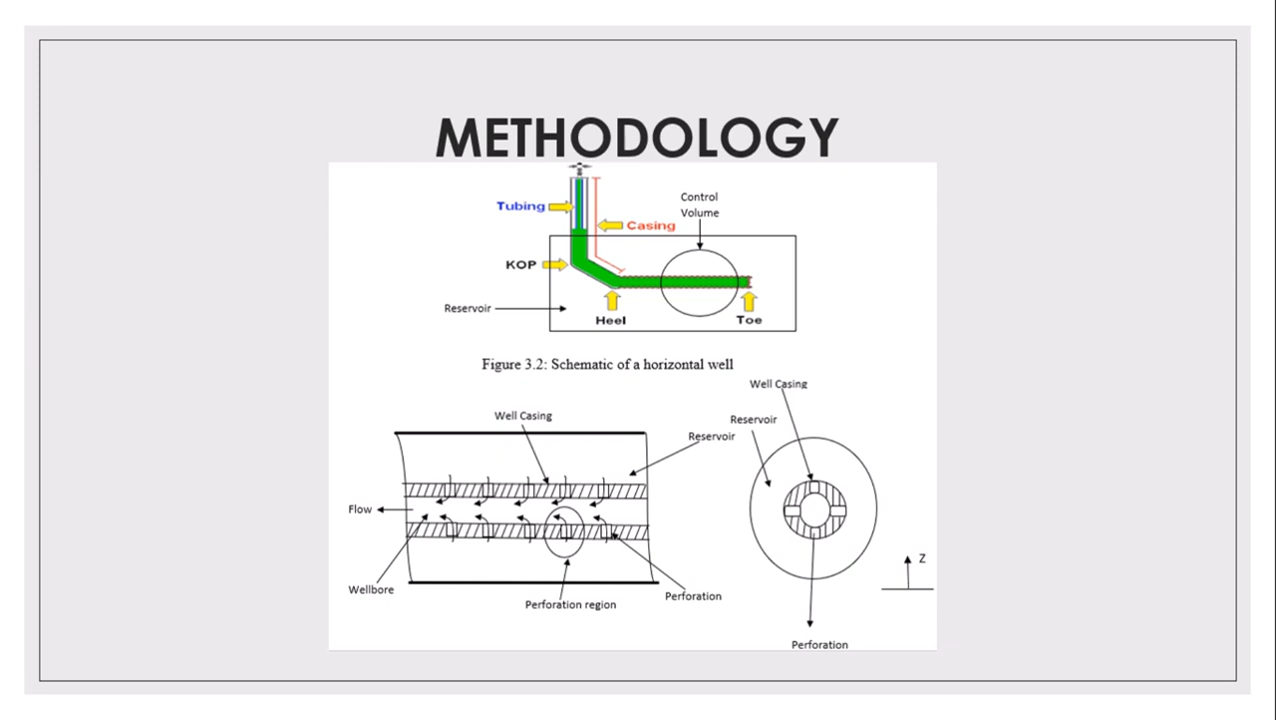 METHODOLOGY
Control
Volume
Tubing
Casing
KOP
Reservoir
Heel
Toe
Figure 3.2: Schematic of a horizontal well
Well Casing
Well Casing
Reservoir
Reservoir
Flow
Z
Wellbore
Perforation
Perforation region
Perforation